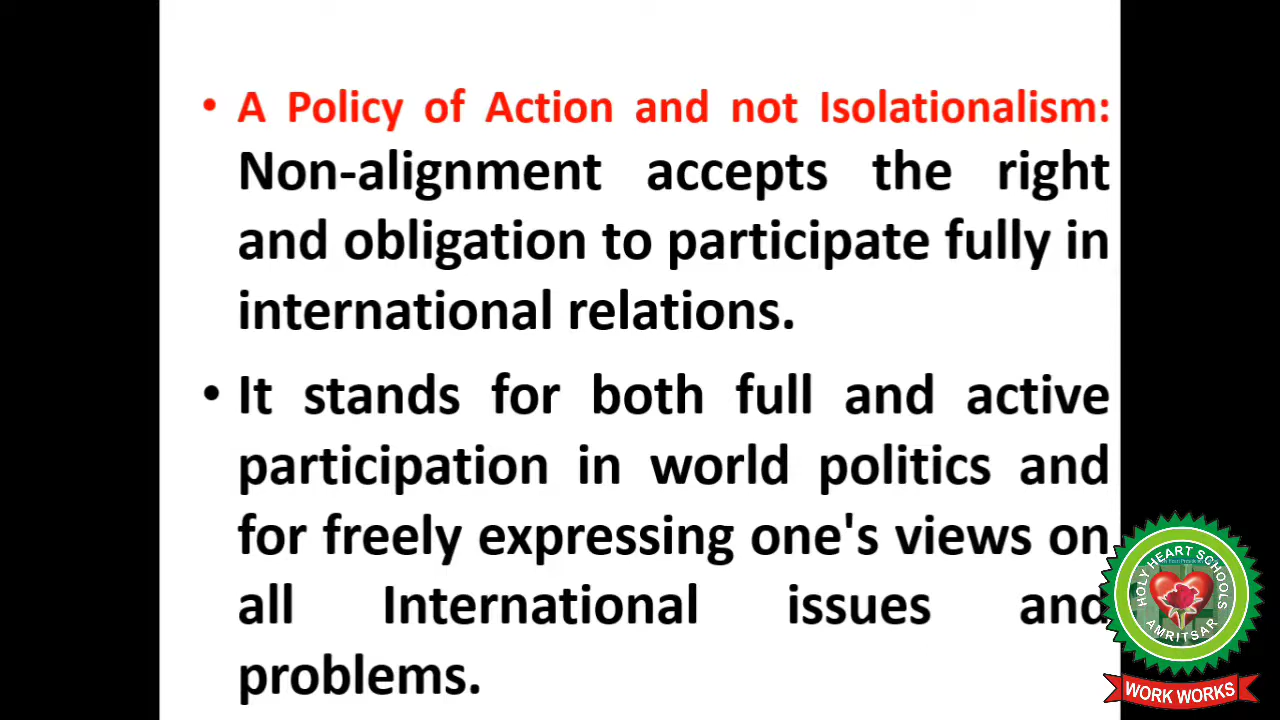 • A Policy of Action and not Isolationalism:
Non-alignment accepts the right
and obligation to participate fully in
international relations.
• It stands for both full and active
participation in world politics and
for freely expressing one's views on
all International issues and
problems.
HOLY HEART SCHOOLS
AMRITSAR
WORK WORKS